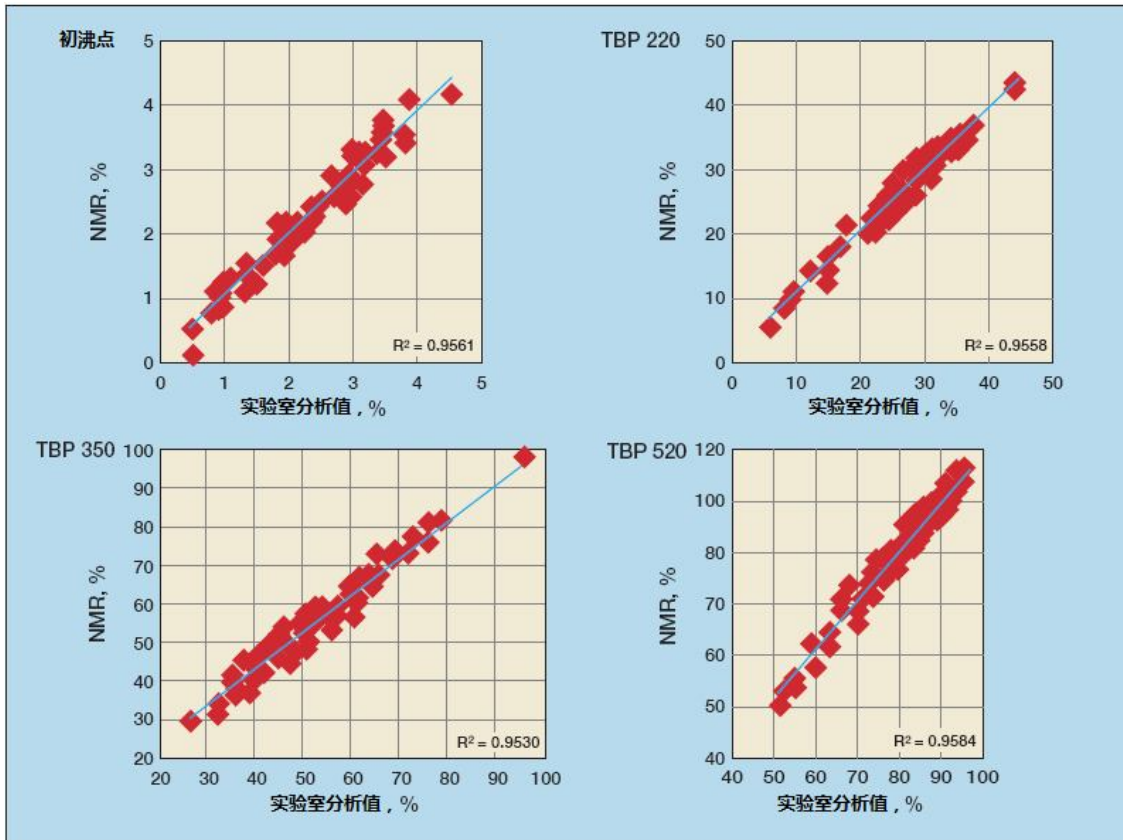 初沸点
5
4
3
2
1
0
NMR, %
R² = 0.9561
0 1 2 3 4 5
实验室分析值 , %
TBP 220
50
40
30
20
10
0
NMR, %
R² = 0.9558
0 10 20 30 40 50
实验室分析值 , %
TBP 350
100
90
80
70
60
50
40
30
20
NMR, %
R² = 0.9530
20 30 40 50 60 70 80 90 100
实验室分析值 , %
TBP 520
120
100
80
70
60
50
40
NMR, %
R² = 0.9584
40 50 60 70 80 90 100
实验室分析值 , %